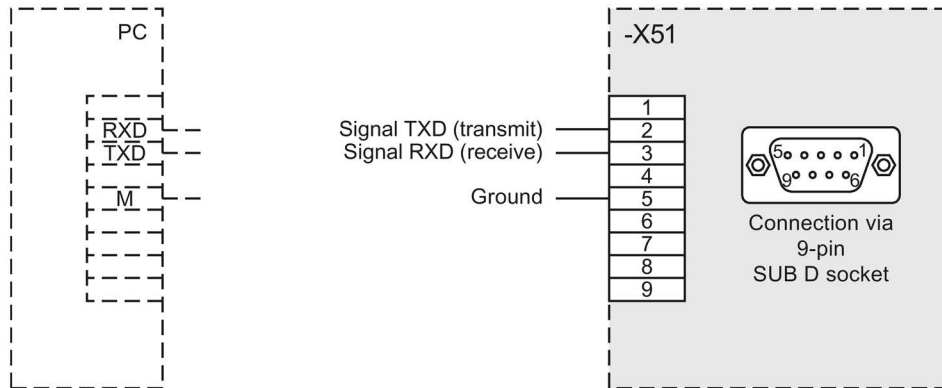 PC
RXD
TXD
M
Signal TXD (transmit)
Signal RXD (receive)
Ground
-X51
1
2
3
4
5
6
7
8
9
5 1
9 6
Connection via
9-pin
SUB D socket